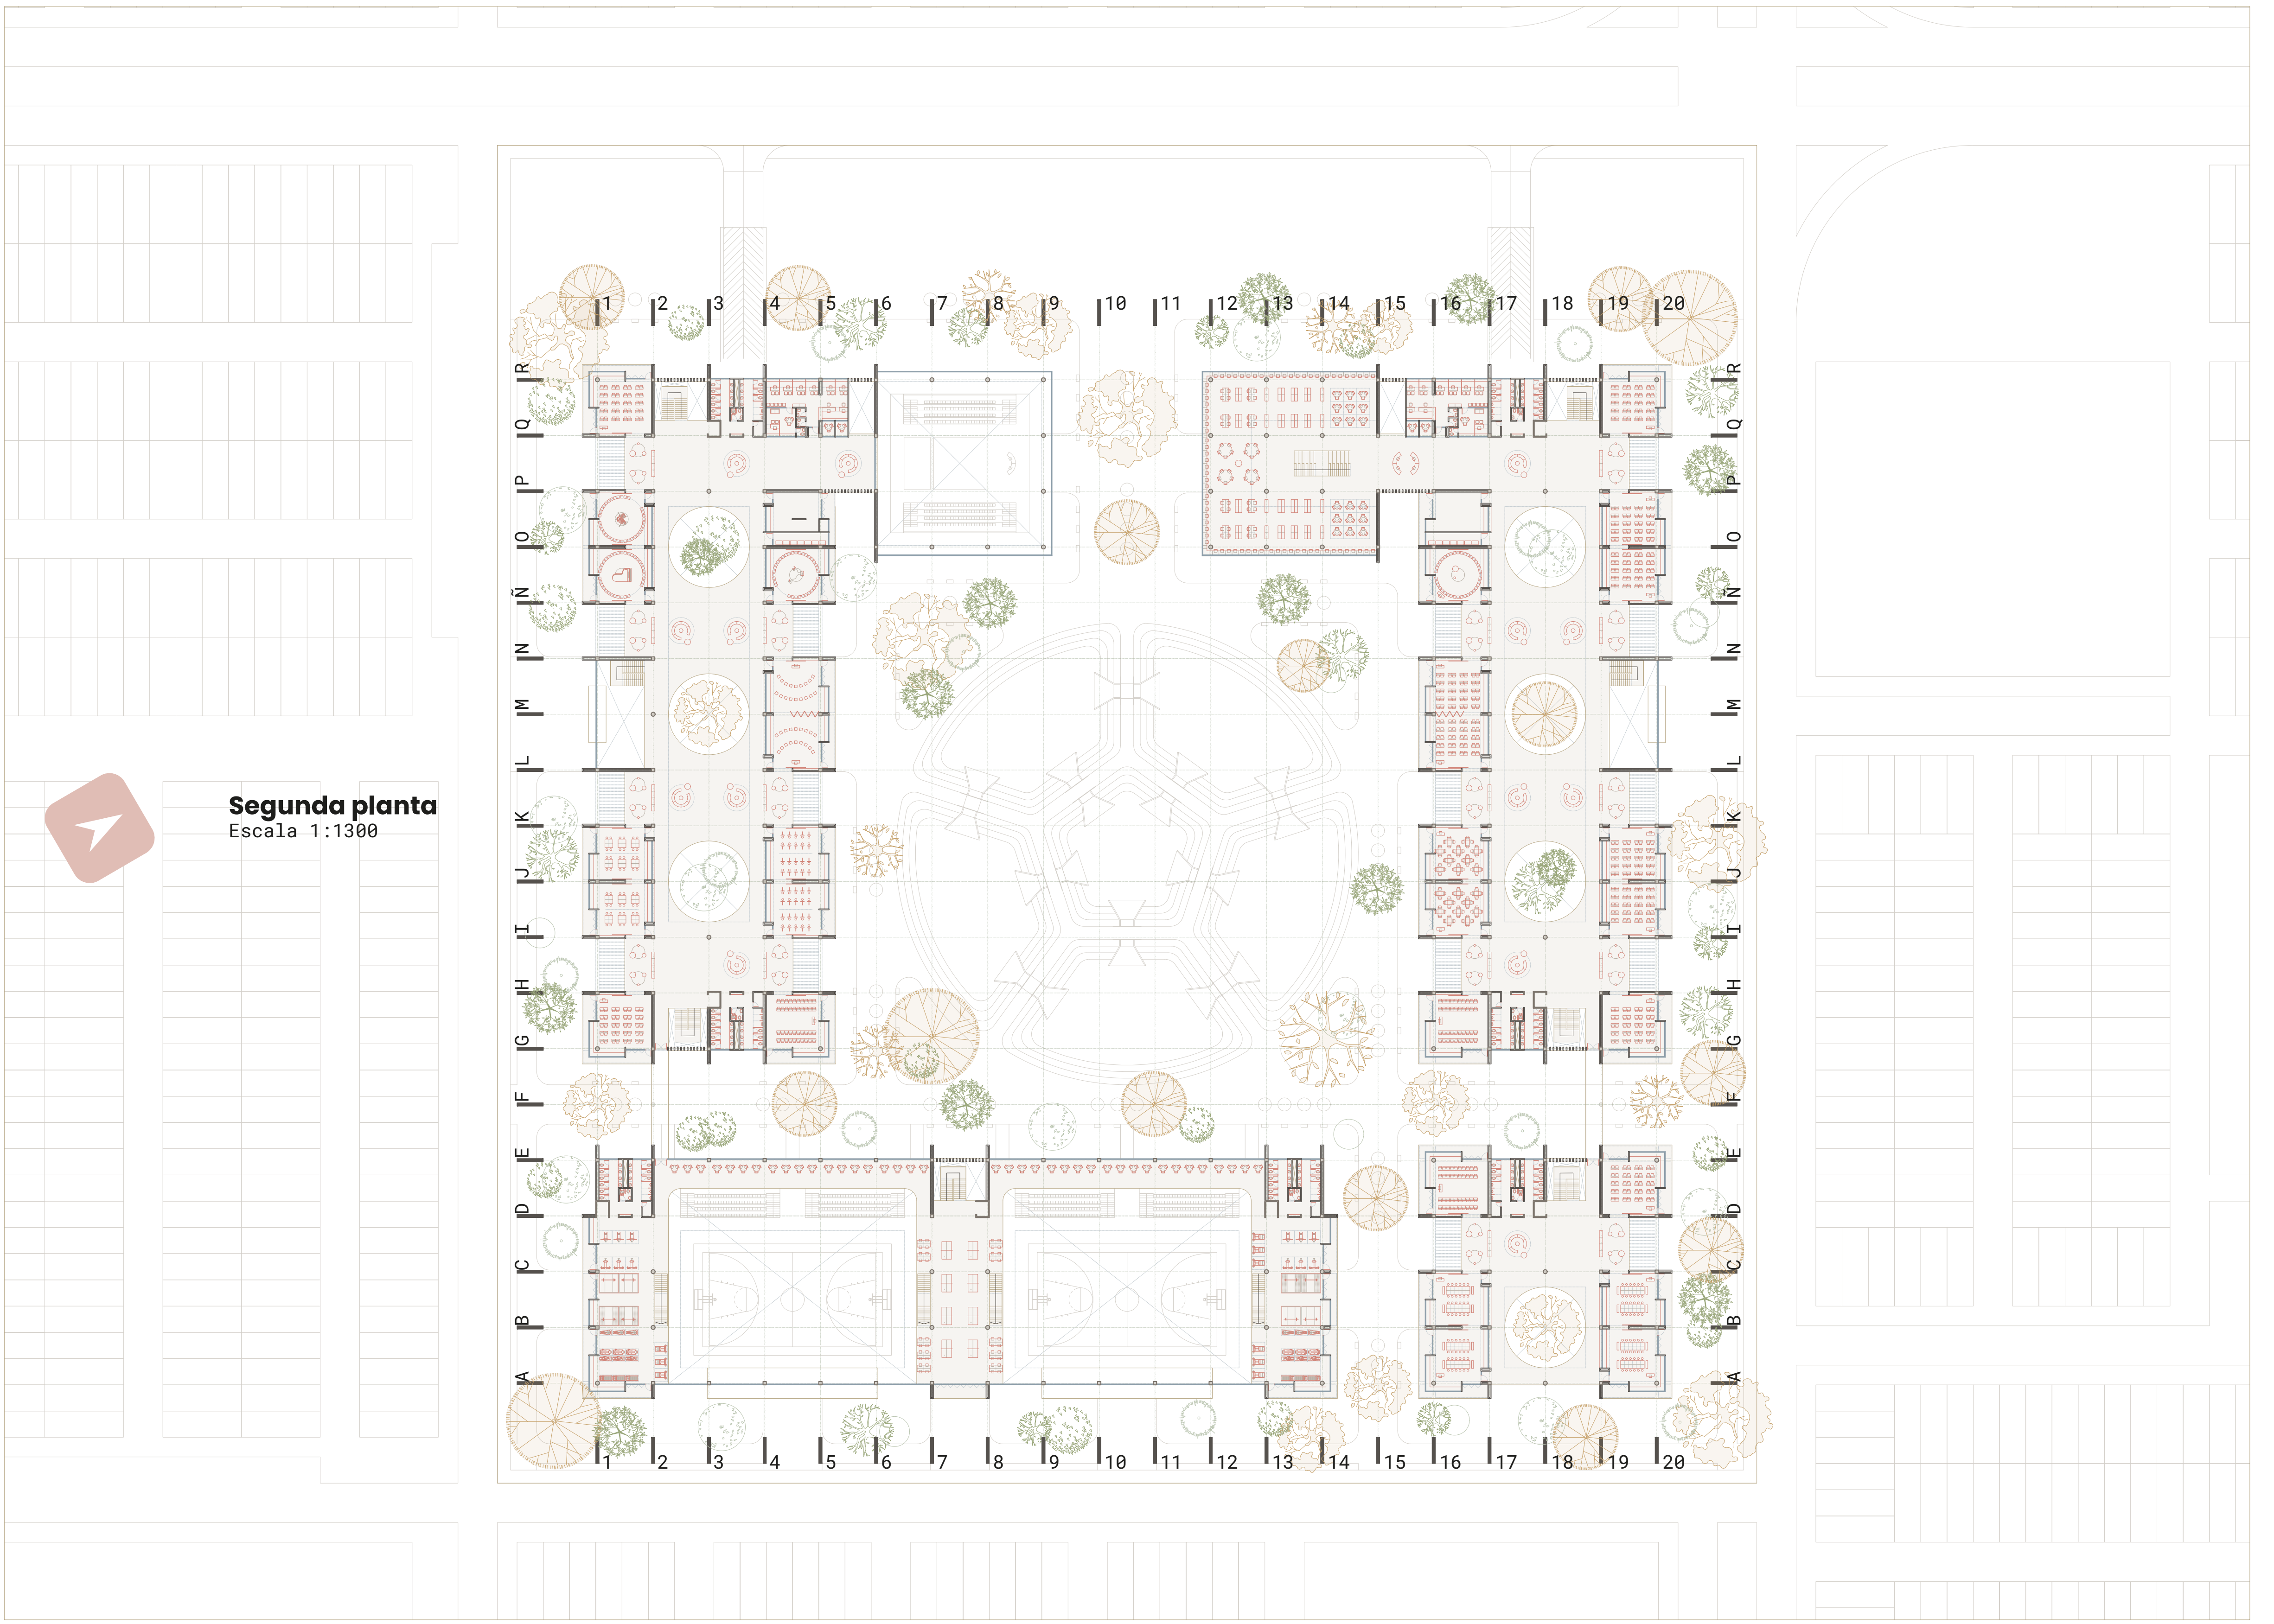 1 2 3 4 5 6 7 8 9 10 11 12 13 14 15 16 17 18 19 20
R R
Q Q
P P
O O
Ñ Ñ
N N
M M
L L
Segunda planta
Escala 1:1300
K K
J J
I I
H H
G G
F F
E E
D D
C C
B B
A A
1 2 3 4 5 6 7 8 9 10 11 12 13 14 15 16 17 18 19 20